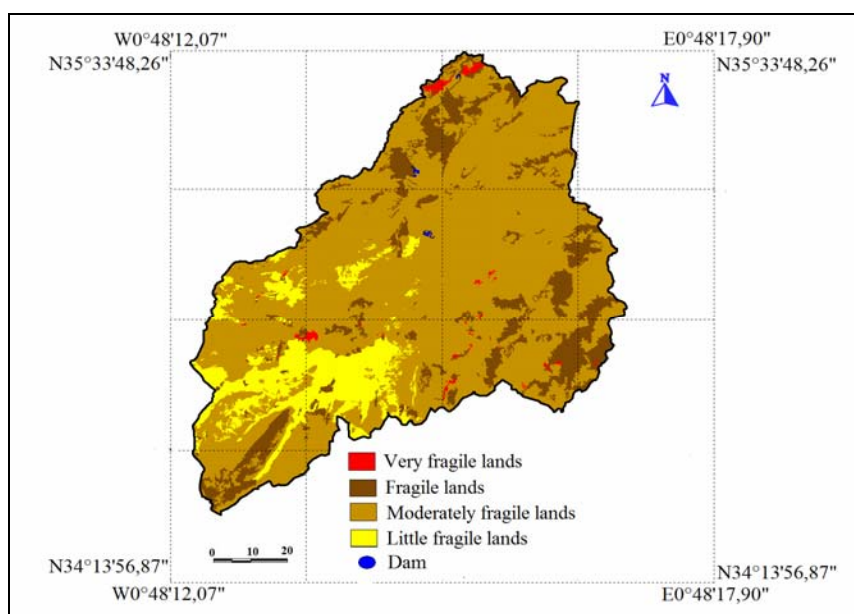 W0°48'12,07" E0°48'17,90"
N35°33'48,26" N35°33'48,26"
N
Very fragile lands
Fragile lands
Moderately fragile lands
Little fragile lands
Dam
0 10 20
N34°13'56,87" N34°13'56,87"
W0°48'12,07" E0°48'17,90"